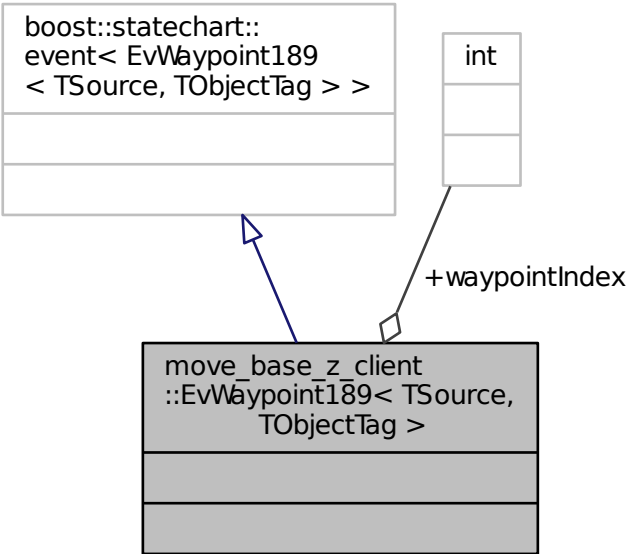 boost::statechart::
event< EvWaypoint189
< TSource, TObjectTag > >
int
+waypointIndex
move_base_z_client
::EvWaypoint189< TSource,
TObjectTag >